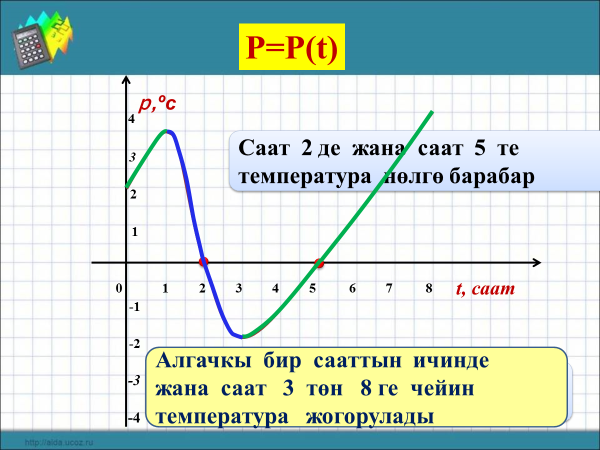 P=P(t)
p,ºc
4
3
2
1
Саат 2 де жана саат 5 те
температура нөлгө барабар
0 1 2 3 4 5 6 7 8 t, саат
-1
-2
-3
-4
Алгачкы бир сааттын ичинде
жана саат 3 төн 8 ге чейин
температура жогорулады
http://aida.ucoz.ru